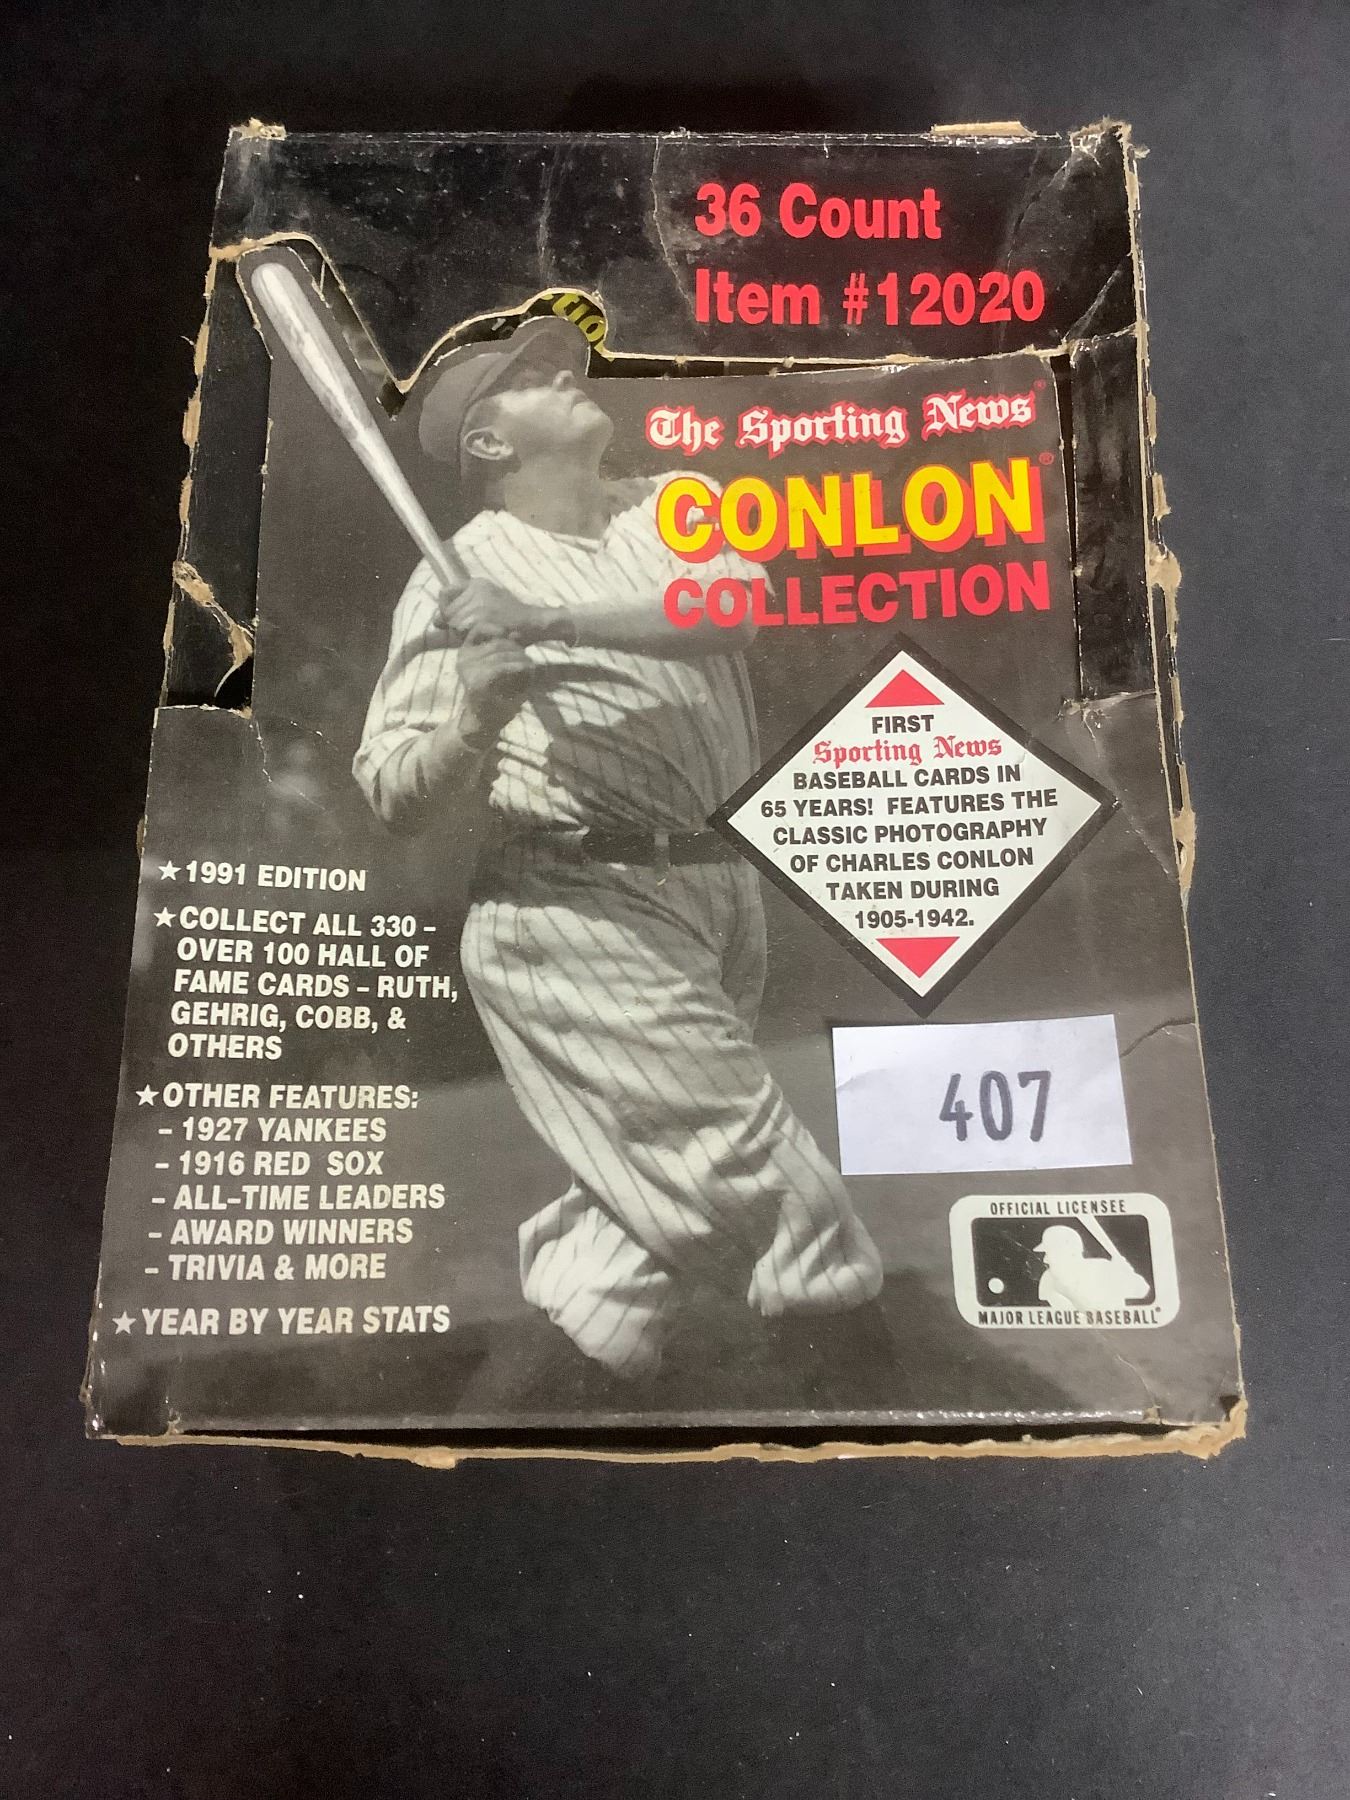 36 Count
Item #12020
The Sporting News®
CONLON®
COLLECTION
FIRST
Sporting News
BASEBALL CARDS IN
65 YEARS! FEATURES THE
CLASSIC PHOTOGRAPHY
OF CHARLES CONLON
TAKEN DURING
1905-1942.
★ 1991 EDITION
★ COLLECT ALL 330 –
OVER 100 HALL OF
FAME CARDS – RUTH,
GEHRIG, COBB, &
OTHERS
★ OTHER FEATURES:
– 1927 YANKEES
– 1916 RED SOX
– ALL-TIME LEADERS
– AWARD WINNERS
– TRIVIA & MORE
★ YEAR BY YEAR STATS
407
OFFICIAL LICENSEE
MAJOR LEAGUE BASEBALL®